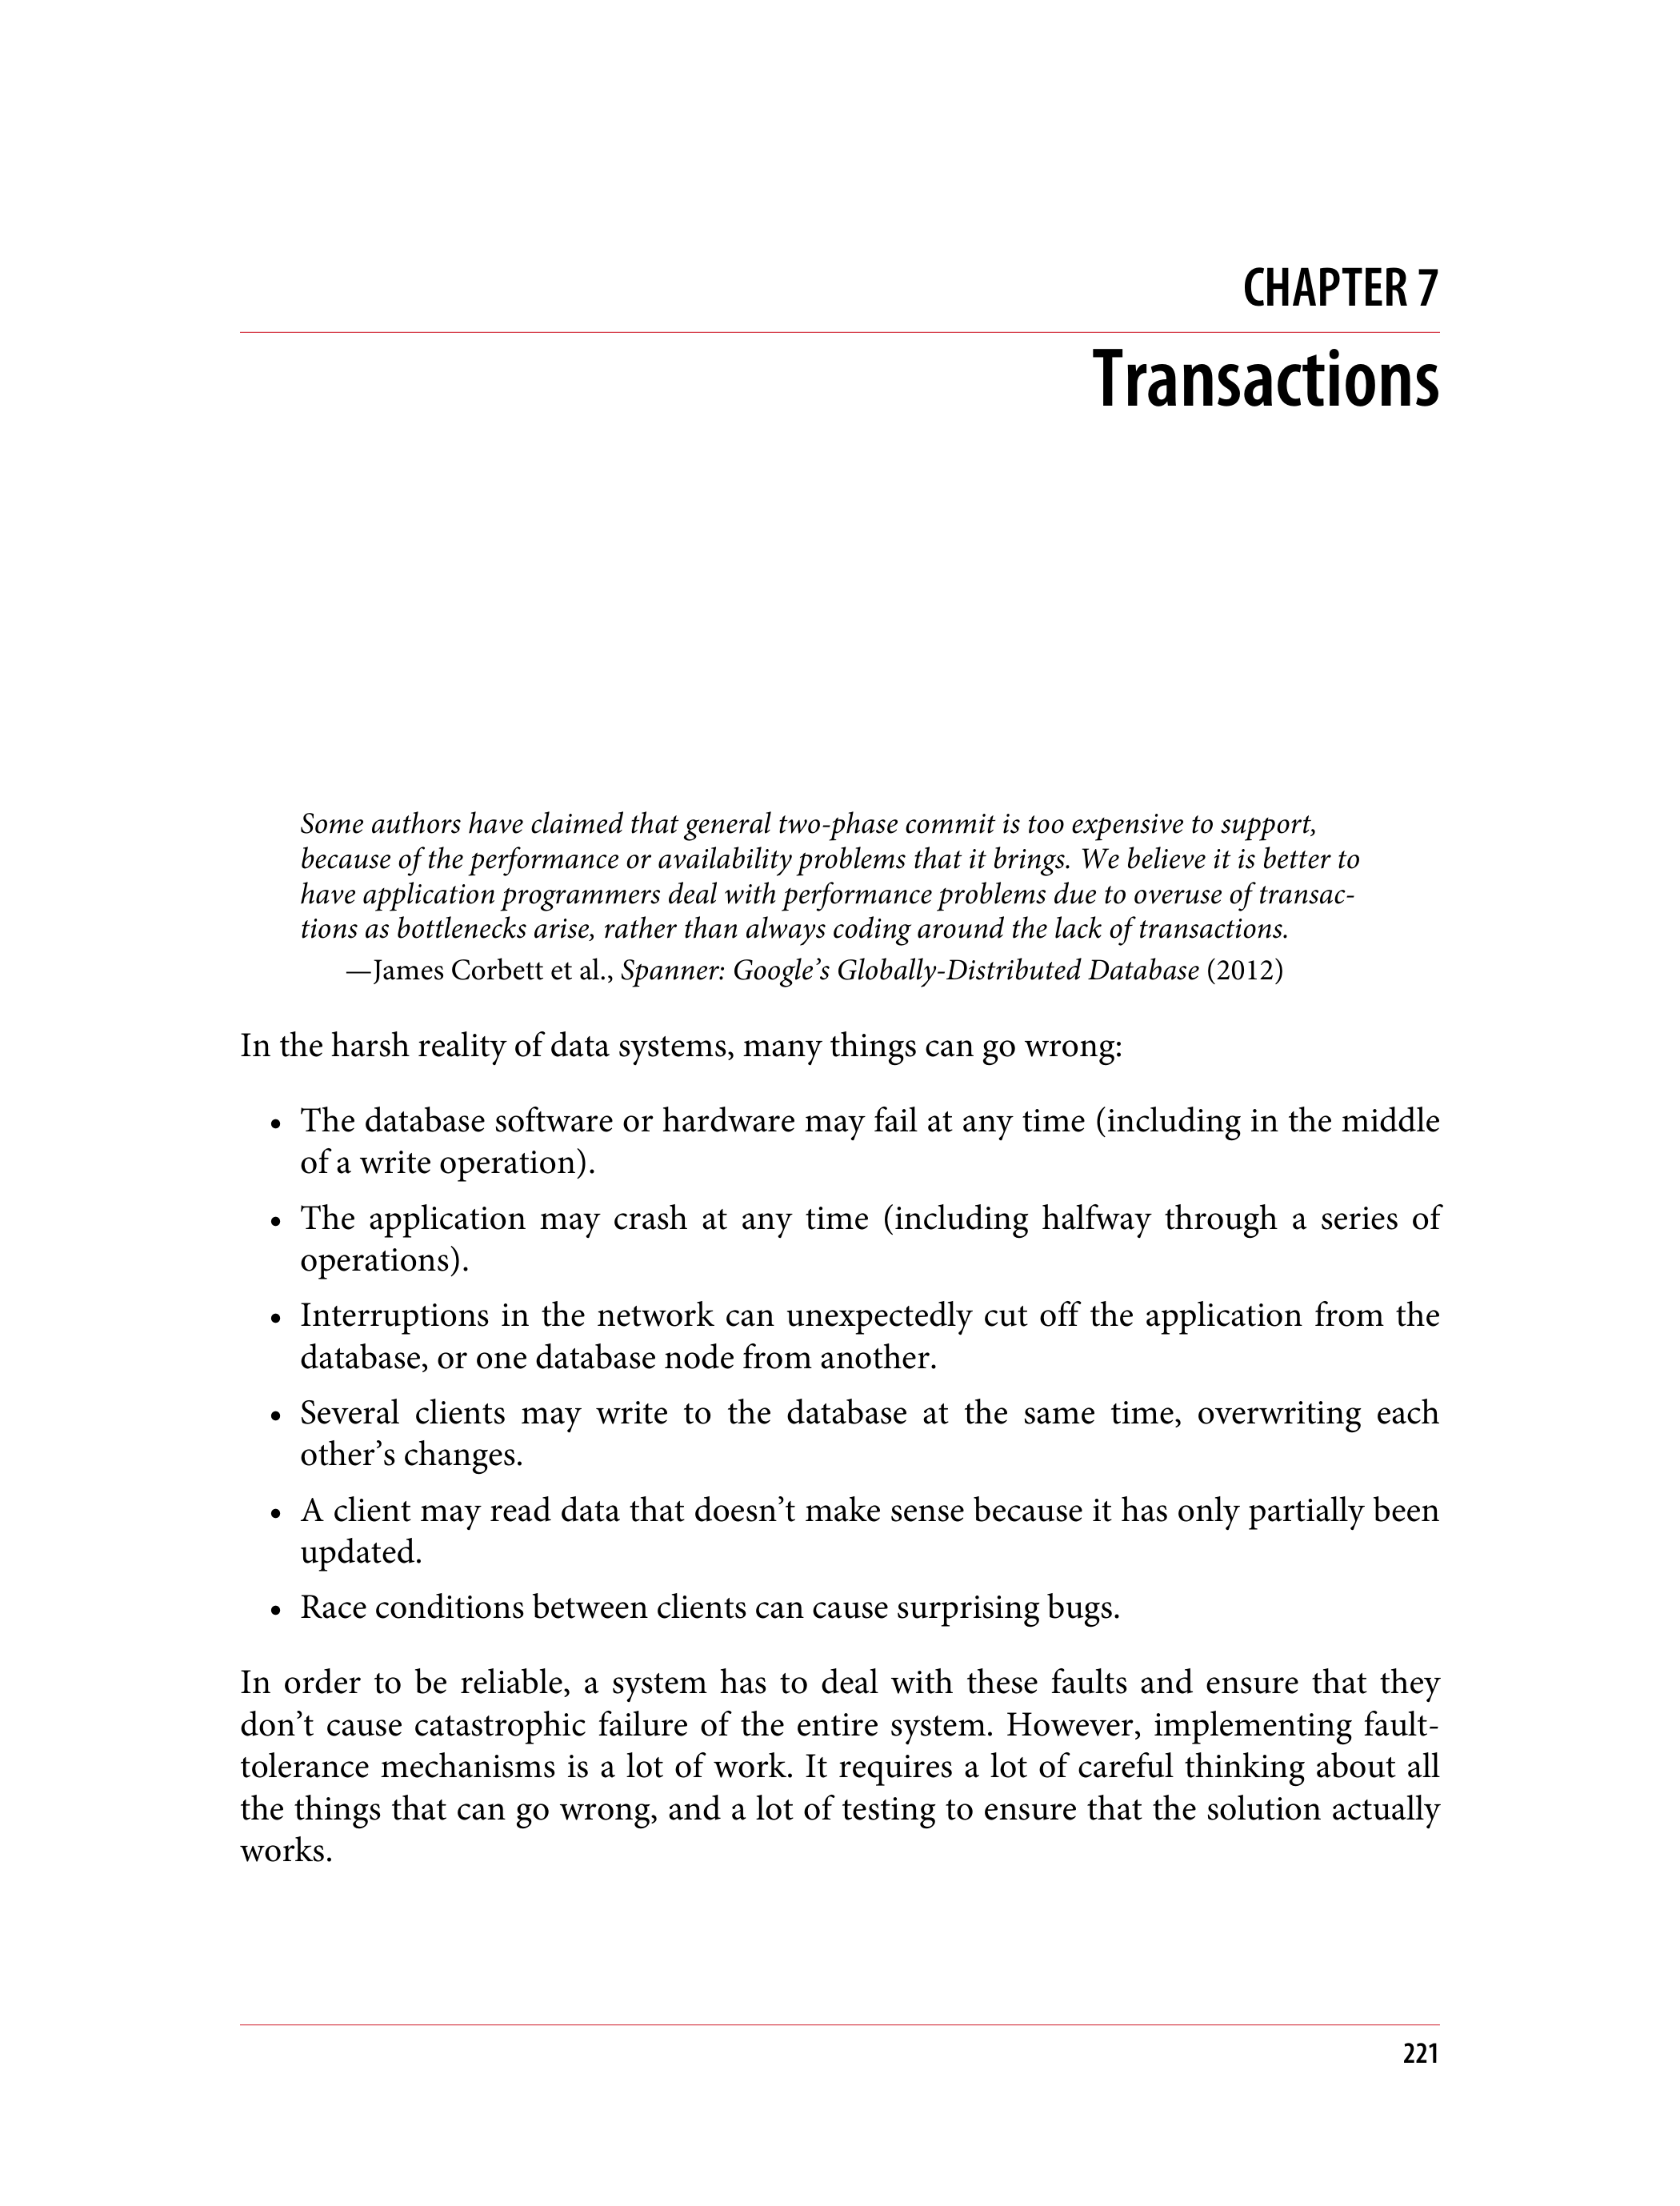 CHAPTER 7
Transactions
Some authors have claimed that general two-phase commit is too expensive to support,
because of the performance or availability problems that it brings. We believe it is better to
have application programmers deal with performance problems due to overuse of transac-
tions as bottlenecks arise, rather than always coding around the lack of transactions.
—James Corbett et al., Spanner: Google’s Globally-Distributed Database (2012)
In the harsh reality of data systems, many things can go wrong:
• The database software or hardware may fail at any time (including in the middle
of a write operation).
• The application may crash at any time (including halfway through a series of
operations).
• Interruptions in the network can unexpectedly cut off the application from the
database, or one database node from another.
• Several clients may write to the database at the same time, overwriting each
other’s changes.
• A client may read data that doesn’t make sense because it has only partially been
updated.
• Race conditions between clients can cause surprising bugs.
In order to be reliable, a system has to deal with these faults and ensure that they
don’t cause catastrophic failure of the entire system. However, implementing fault-
tolerance mechanisms is a lot of work. It requires a lot of careful thinking about all
the things that can go wrong, and a lot of testing to ensure that the solution actually
works.
221